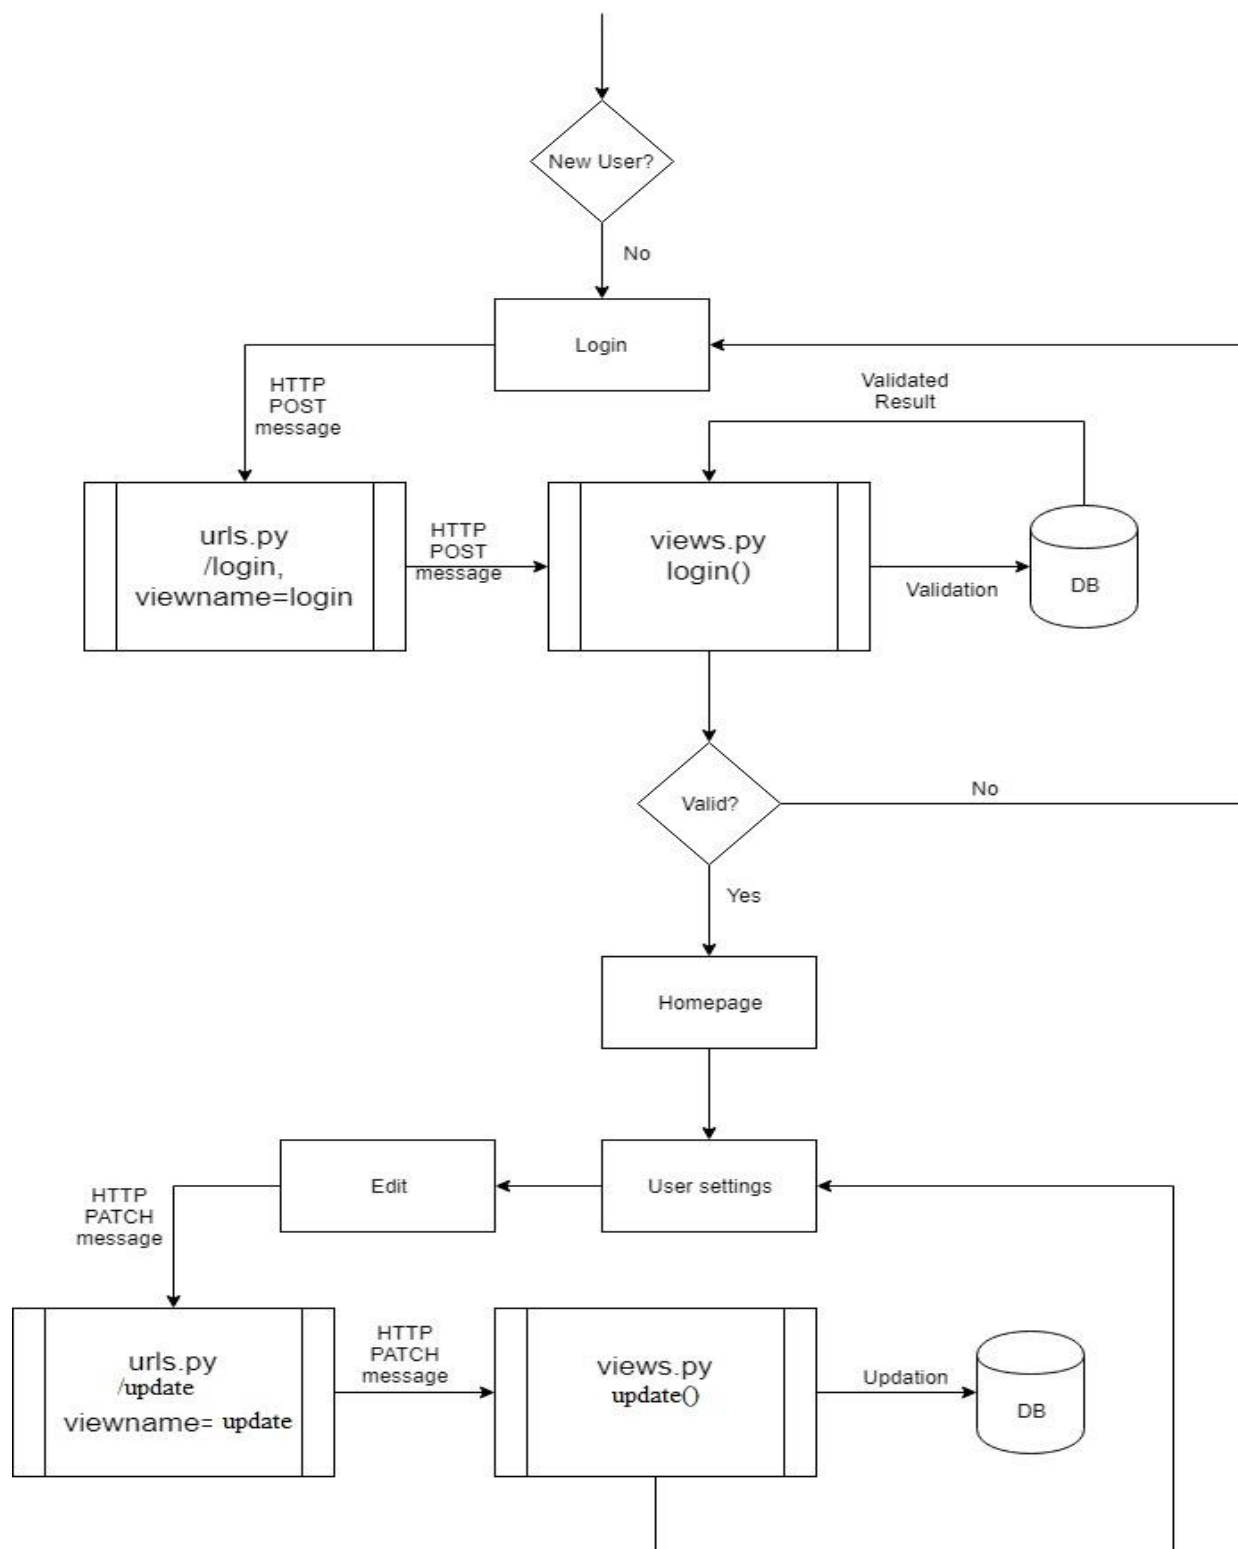 New User?
No
Login
HTTP
POST
message
Validated
Result
urls.py
/login,
viewname=login
HTTP
POST
message
views.py
login()
Validation
DB
Valid?
No
Yes
Homepage
User settings
Edit
HTTP
PATCH
message
urls.py
/update
viewname= update
HTTP
PATCH
message
views.py
update()
Updation
DB